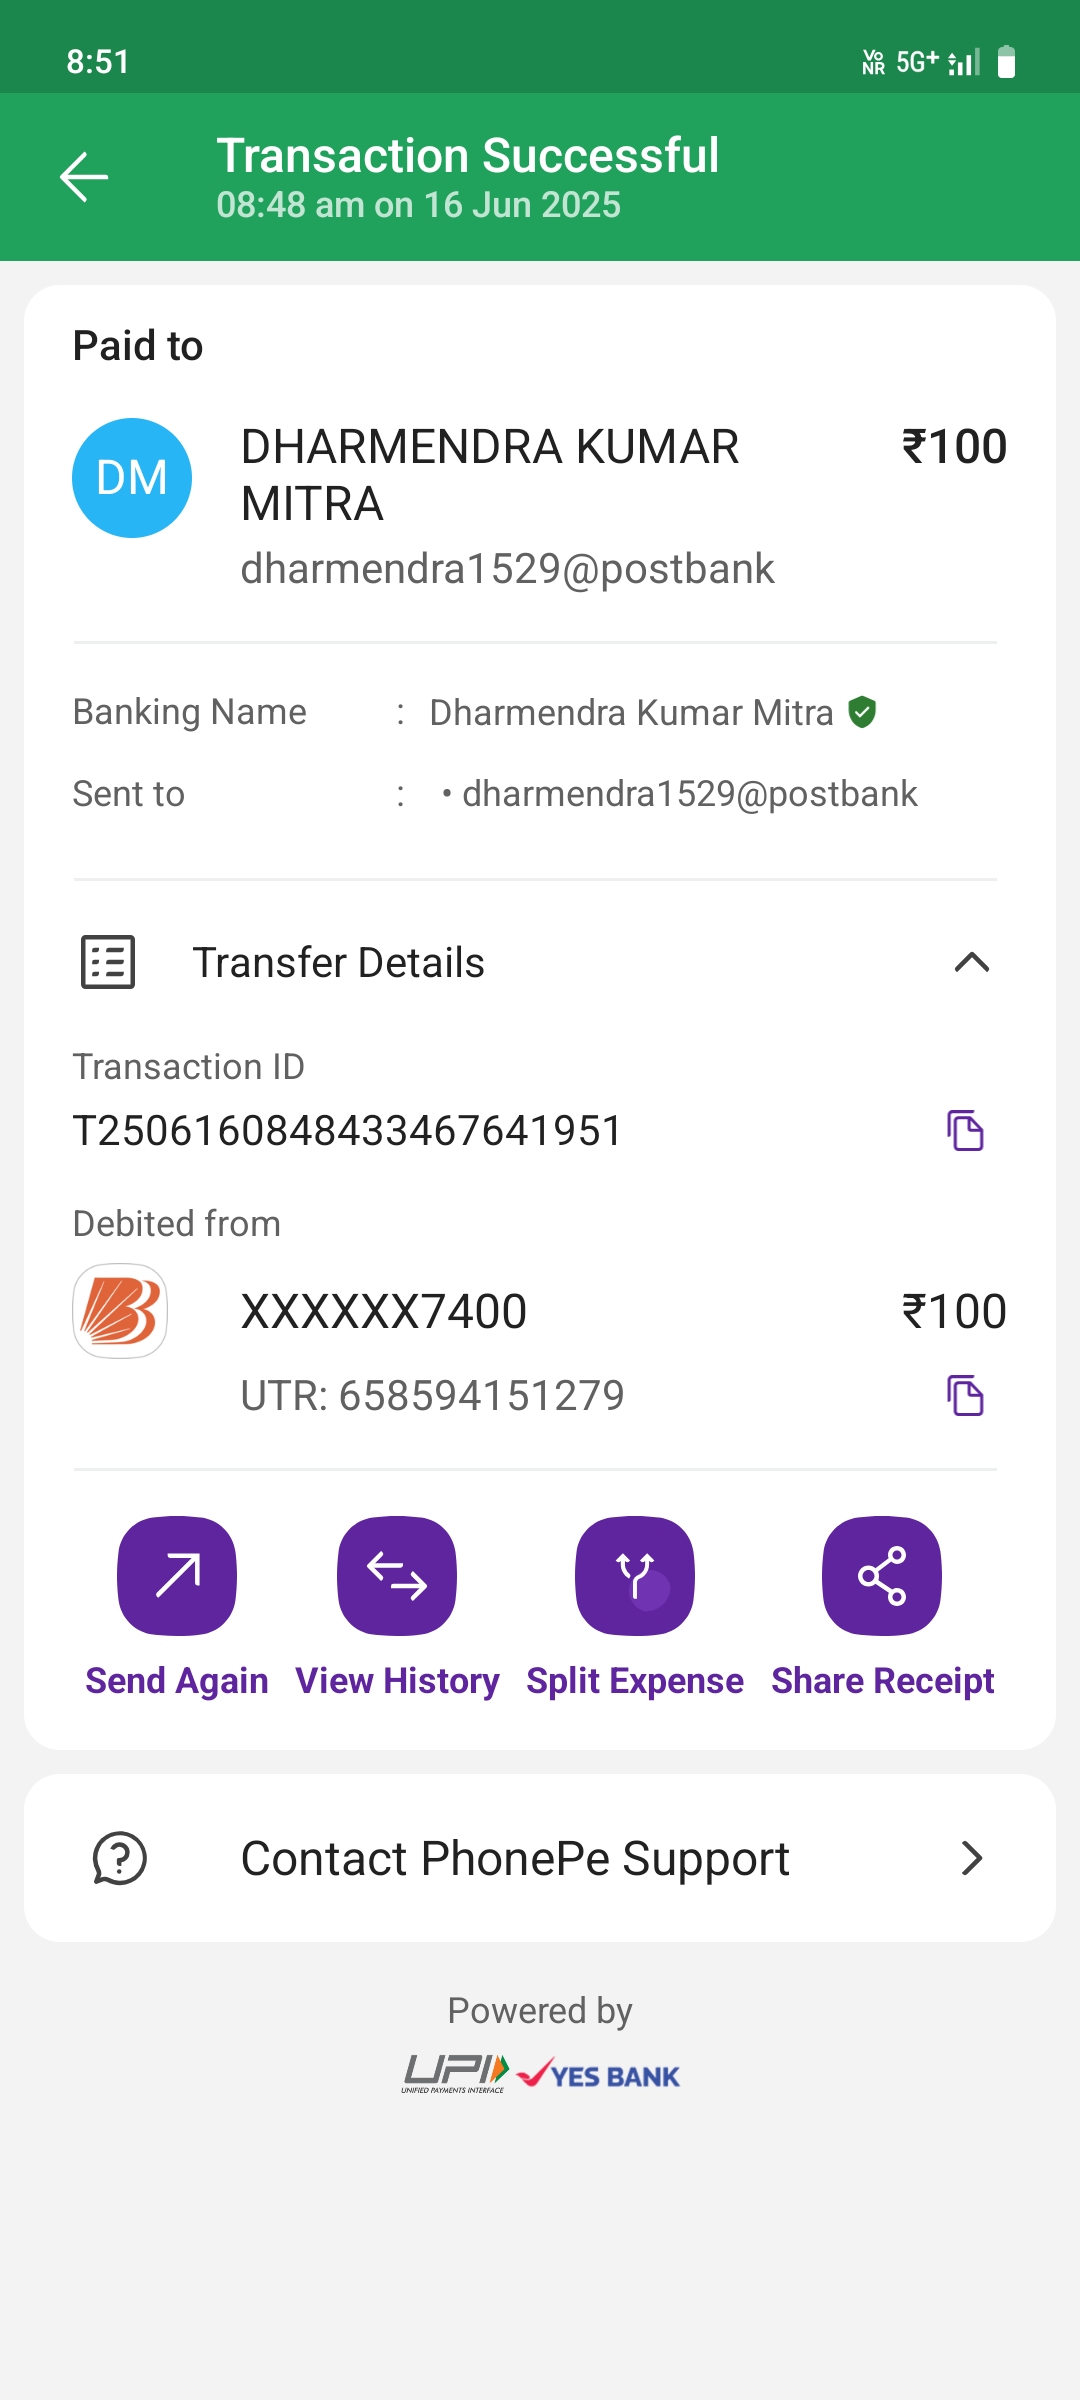 8:51
Vo NR 5G+
Transaction Successful
08:48 am on 16 Jun 2025
Paid to
DM
DHARMENDRA KUMAR
MITRA
₹100
dharmendra1529@postbank
Banking Name : Dharmendra Kumar Mitra
Sent to : • dharmendra1529@postbank
Transfer Details
Transaction ID
T2506160848433467641951
Debited from
XXXXXX7400
₹100
UTR: 658594151279
Send Again View History Split Expense Share Receipt
Contact PhonePe Support
Powered by
UPI YES BANK
UNIFIED PAYMENTS INTERFACE